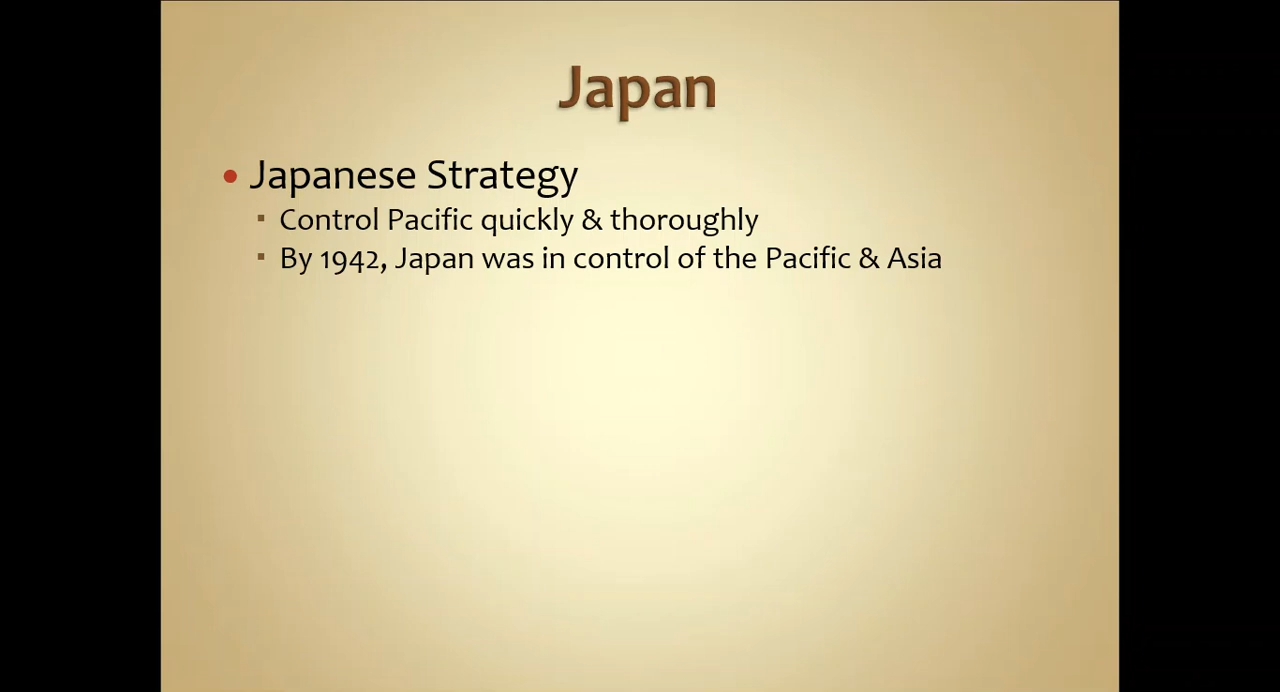 Japan
• Japanese Strategy
▪ Control Pacific quickly & thoroughly
▪ By 1942, Japan was in control of the Pacific & Asia